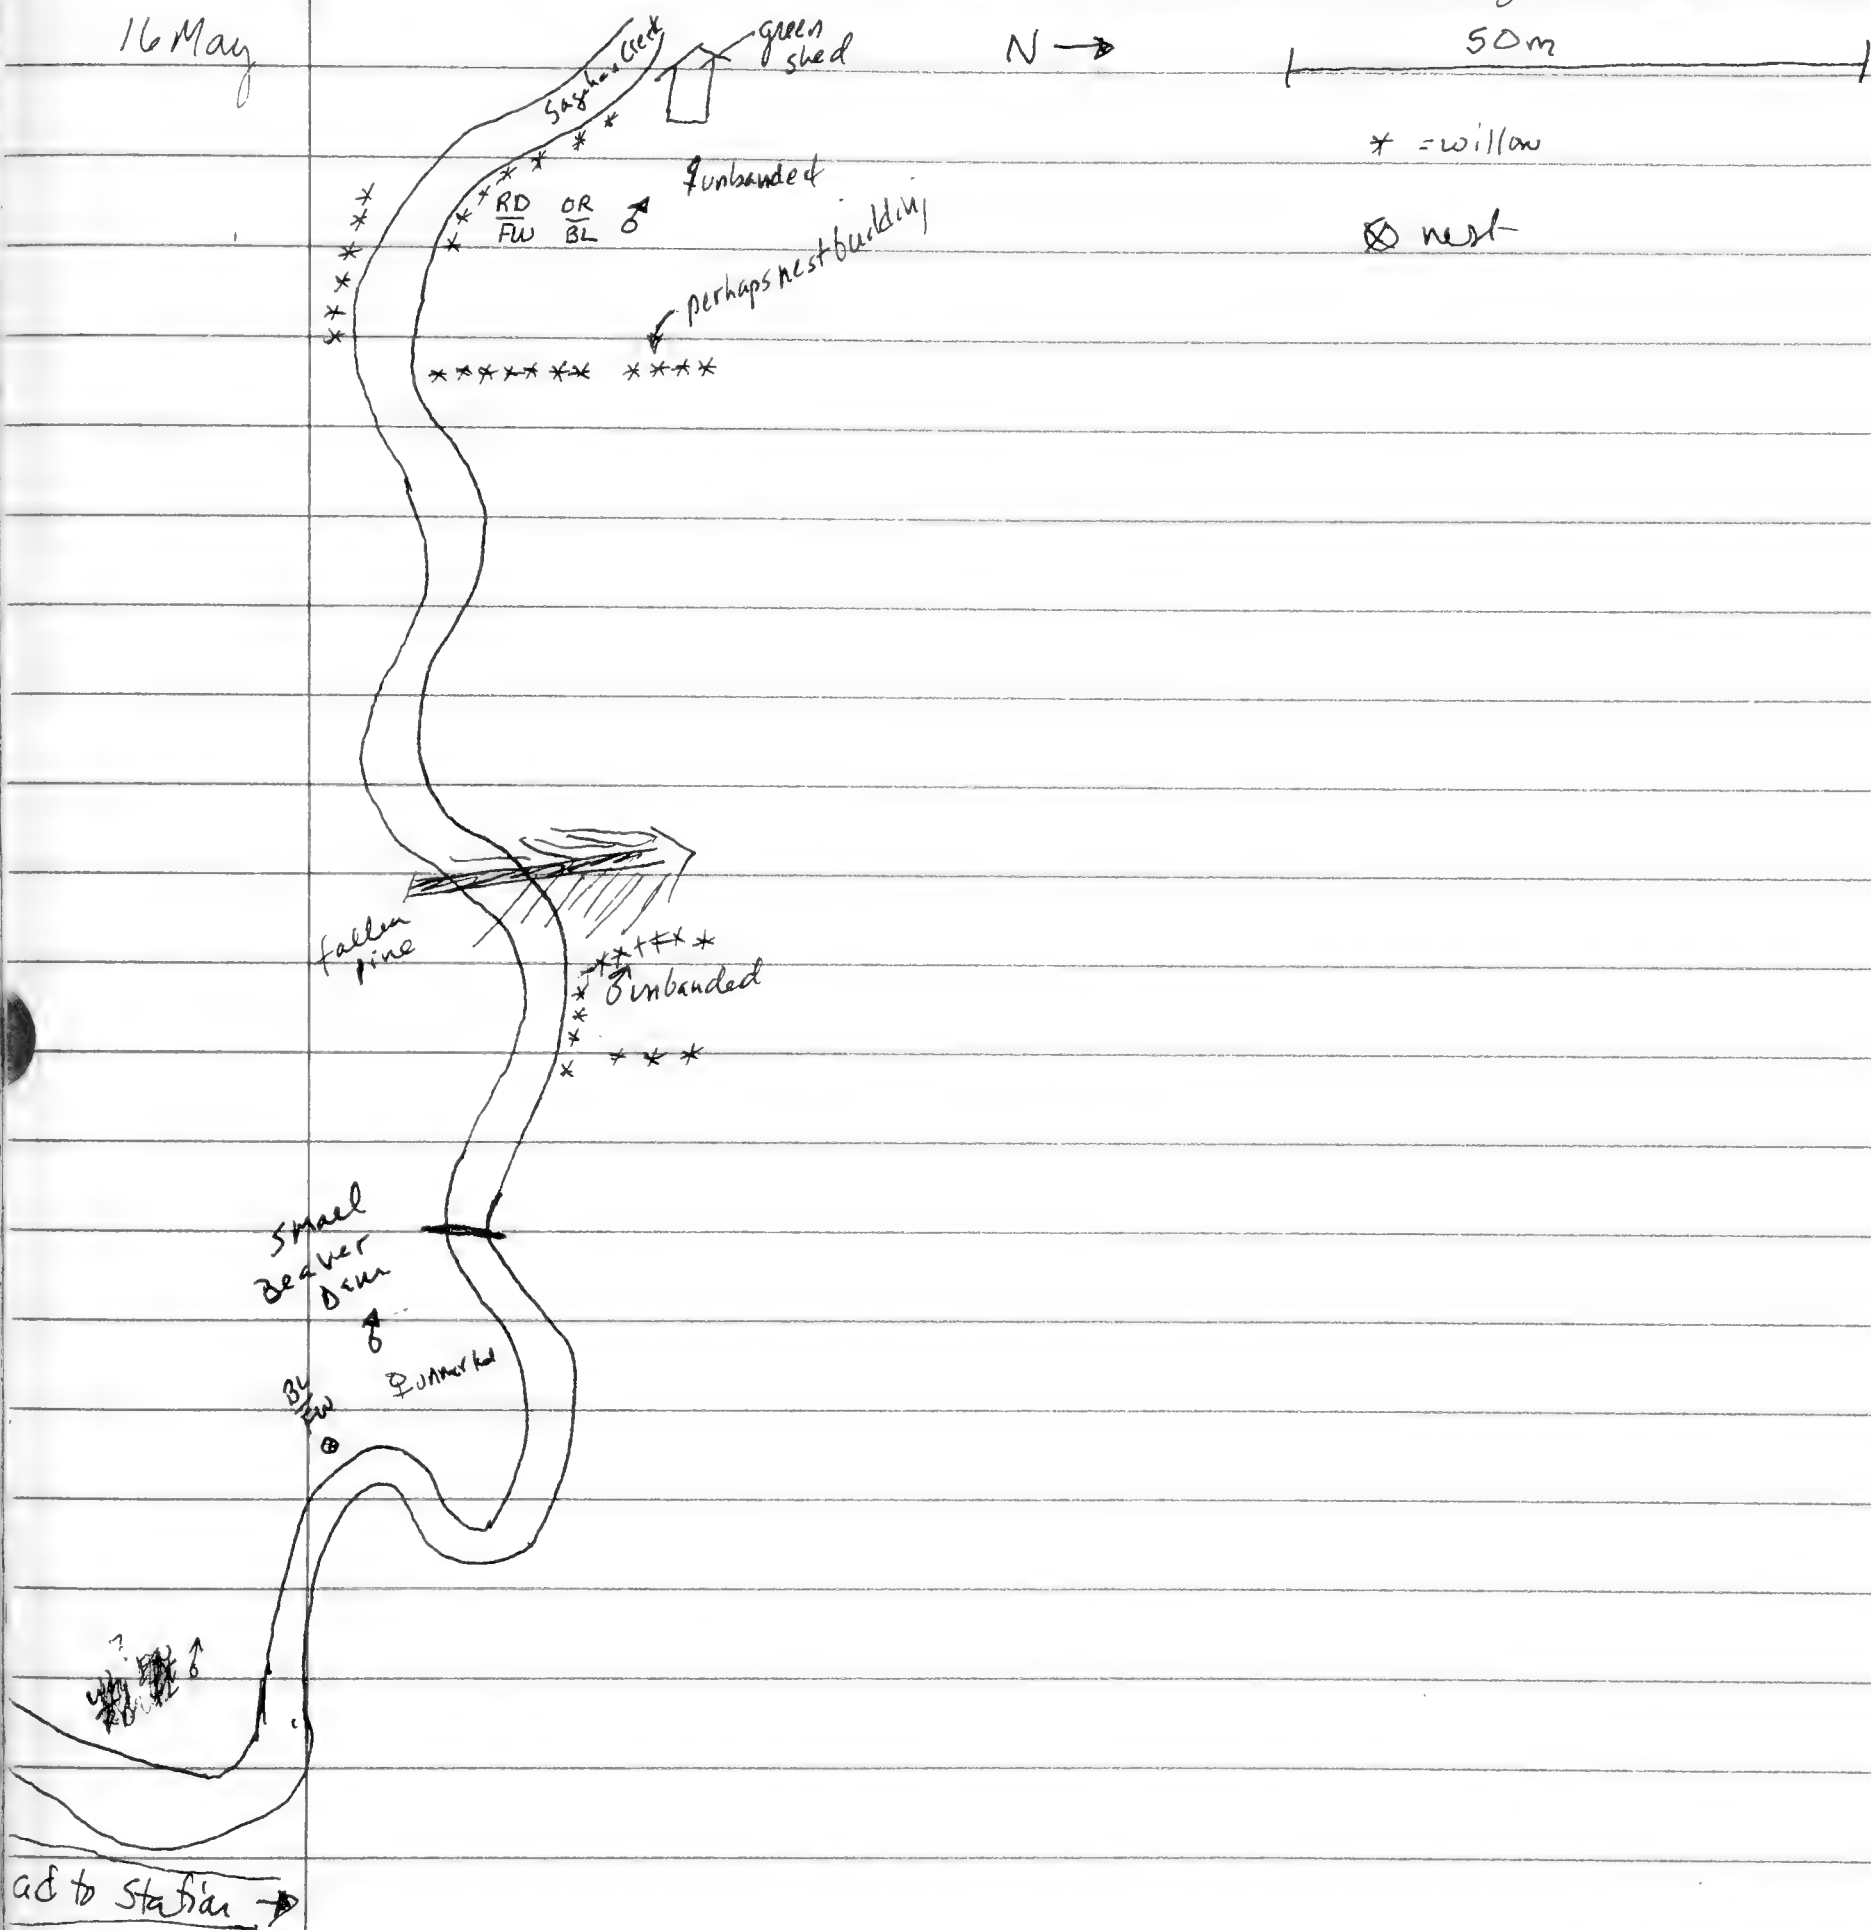 16 May
green
shed
N →
50m
Sagehen Creek
* = willow
⊗ nest
♀ unbanded
RD OR ♂
FW BL
perhaps nest building
fallen
pine
♂ unbanded
Small
Beaver
Dam
♂
♀ unmarked
BL
FW
? ♂
ad to Station →